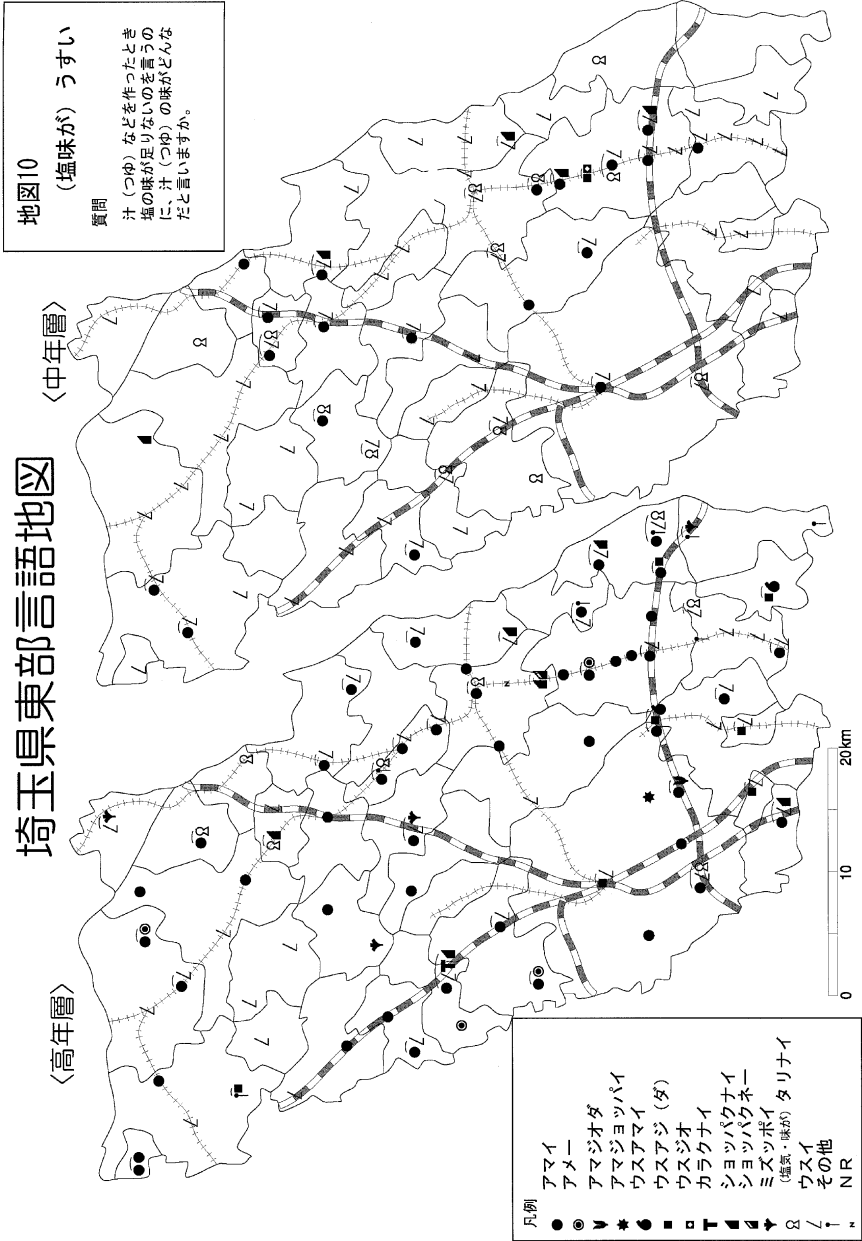 地図10
(塩味が) うすい
質問
汁 (つゆ) などを作ったとき
塩の味が足りないのを言うの
に、汁 (つゆ) の味がどんな
だと言いますか。
埼玉県東部言語地図
〈中年層〉
〈高年層〉
0 10 20km
凡例
アマイ
アメー
アマジオダ
アマジョッパイ
ウスアマイ
ウスアジ (ダ)
ウスジオ
カラクナイ
ショッパクナイ
ショッパクネー
ミズッポイ
(塩気・味が) タリナイ
ウスイ
その他
N NR